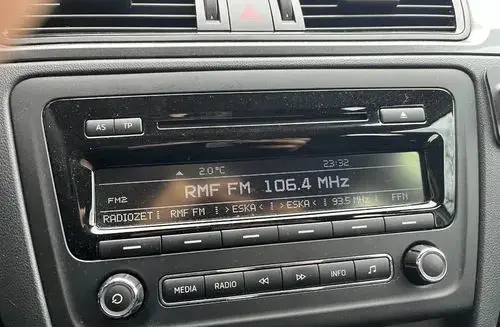 AS TP
2.0°C 23:32
FM2 RMF FM 106.4 MHz
RADIOZET RMF FM >ESKA< >ESKA< 93.5 MHz FFN
MEDIA RADIO INFO